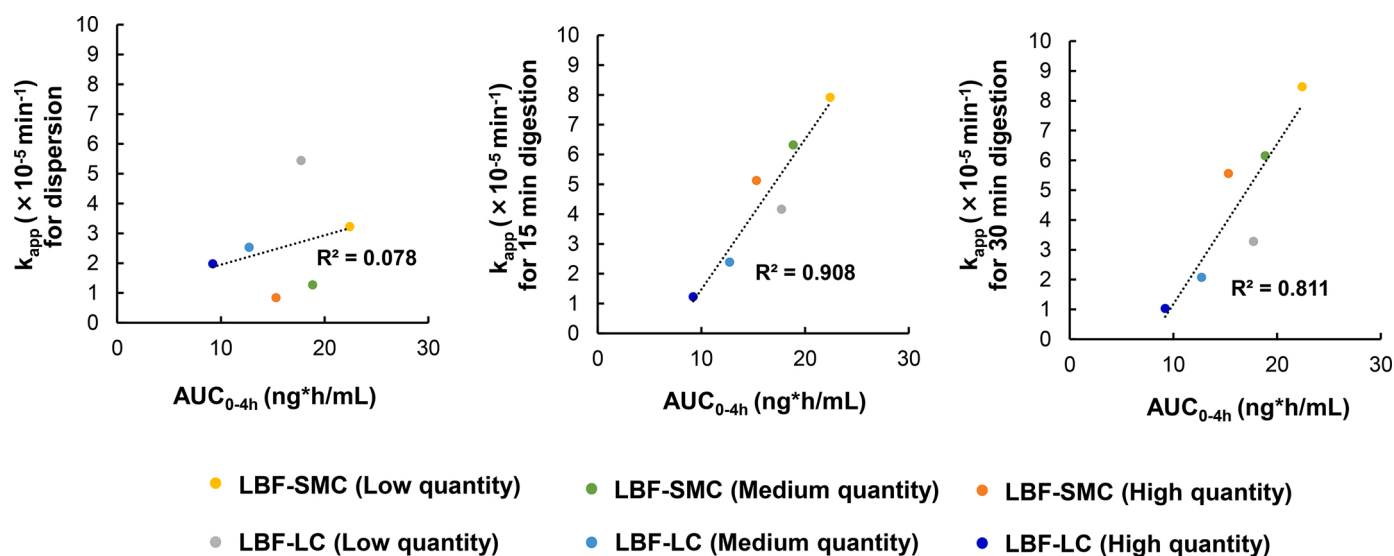 k_app (×10⁻⁵ min⁻¹)
for dispersion
10
9
8
7
6
5
4
3
2
1
0
R² = 0.078
0 10 20 30
AUC₀₋₄ₕ (ng*h/mL)
k_app (×10⁻⁵ min⁻¹)
for 15 min digestion
10
9
8
7
6
5
4
3
2
1
0
R² = 0.908
0 10 20 30
AUC₀₋₄ₕ (ng*h/mL)
k_app (×10⁻⁵ min⁻¹)
for 30 min digestion
10
9
8
7
6
5
4
3
2
1
0
R² = 0.811
0 10 20 30
AUC₀₋₄ₕ (ng*h/mL)
LBF-SMC (Low quantity) LBF-SMC (Medium quantity) LBF-SMC (High quantity)
LBF-LC (Low quantity) LBF-LC (Medium quantity) LBF-LC (High quantity)